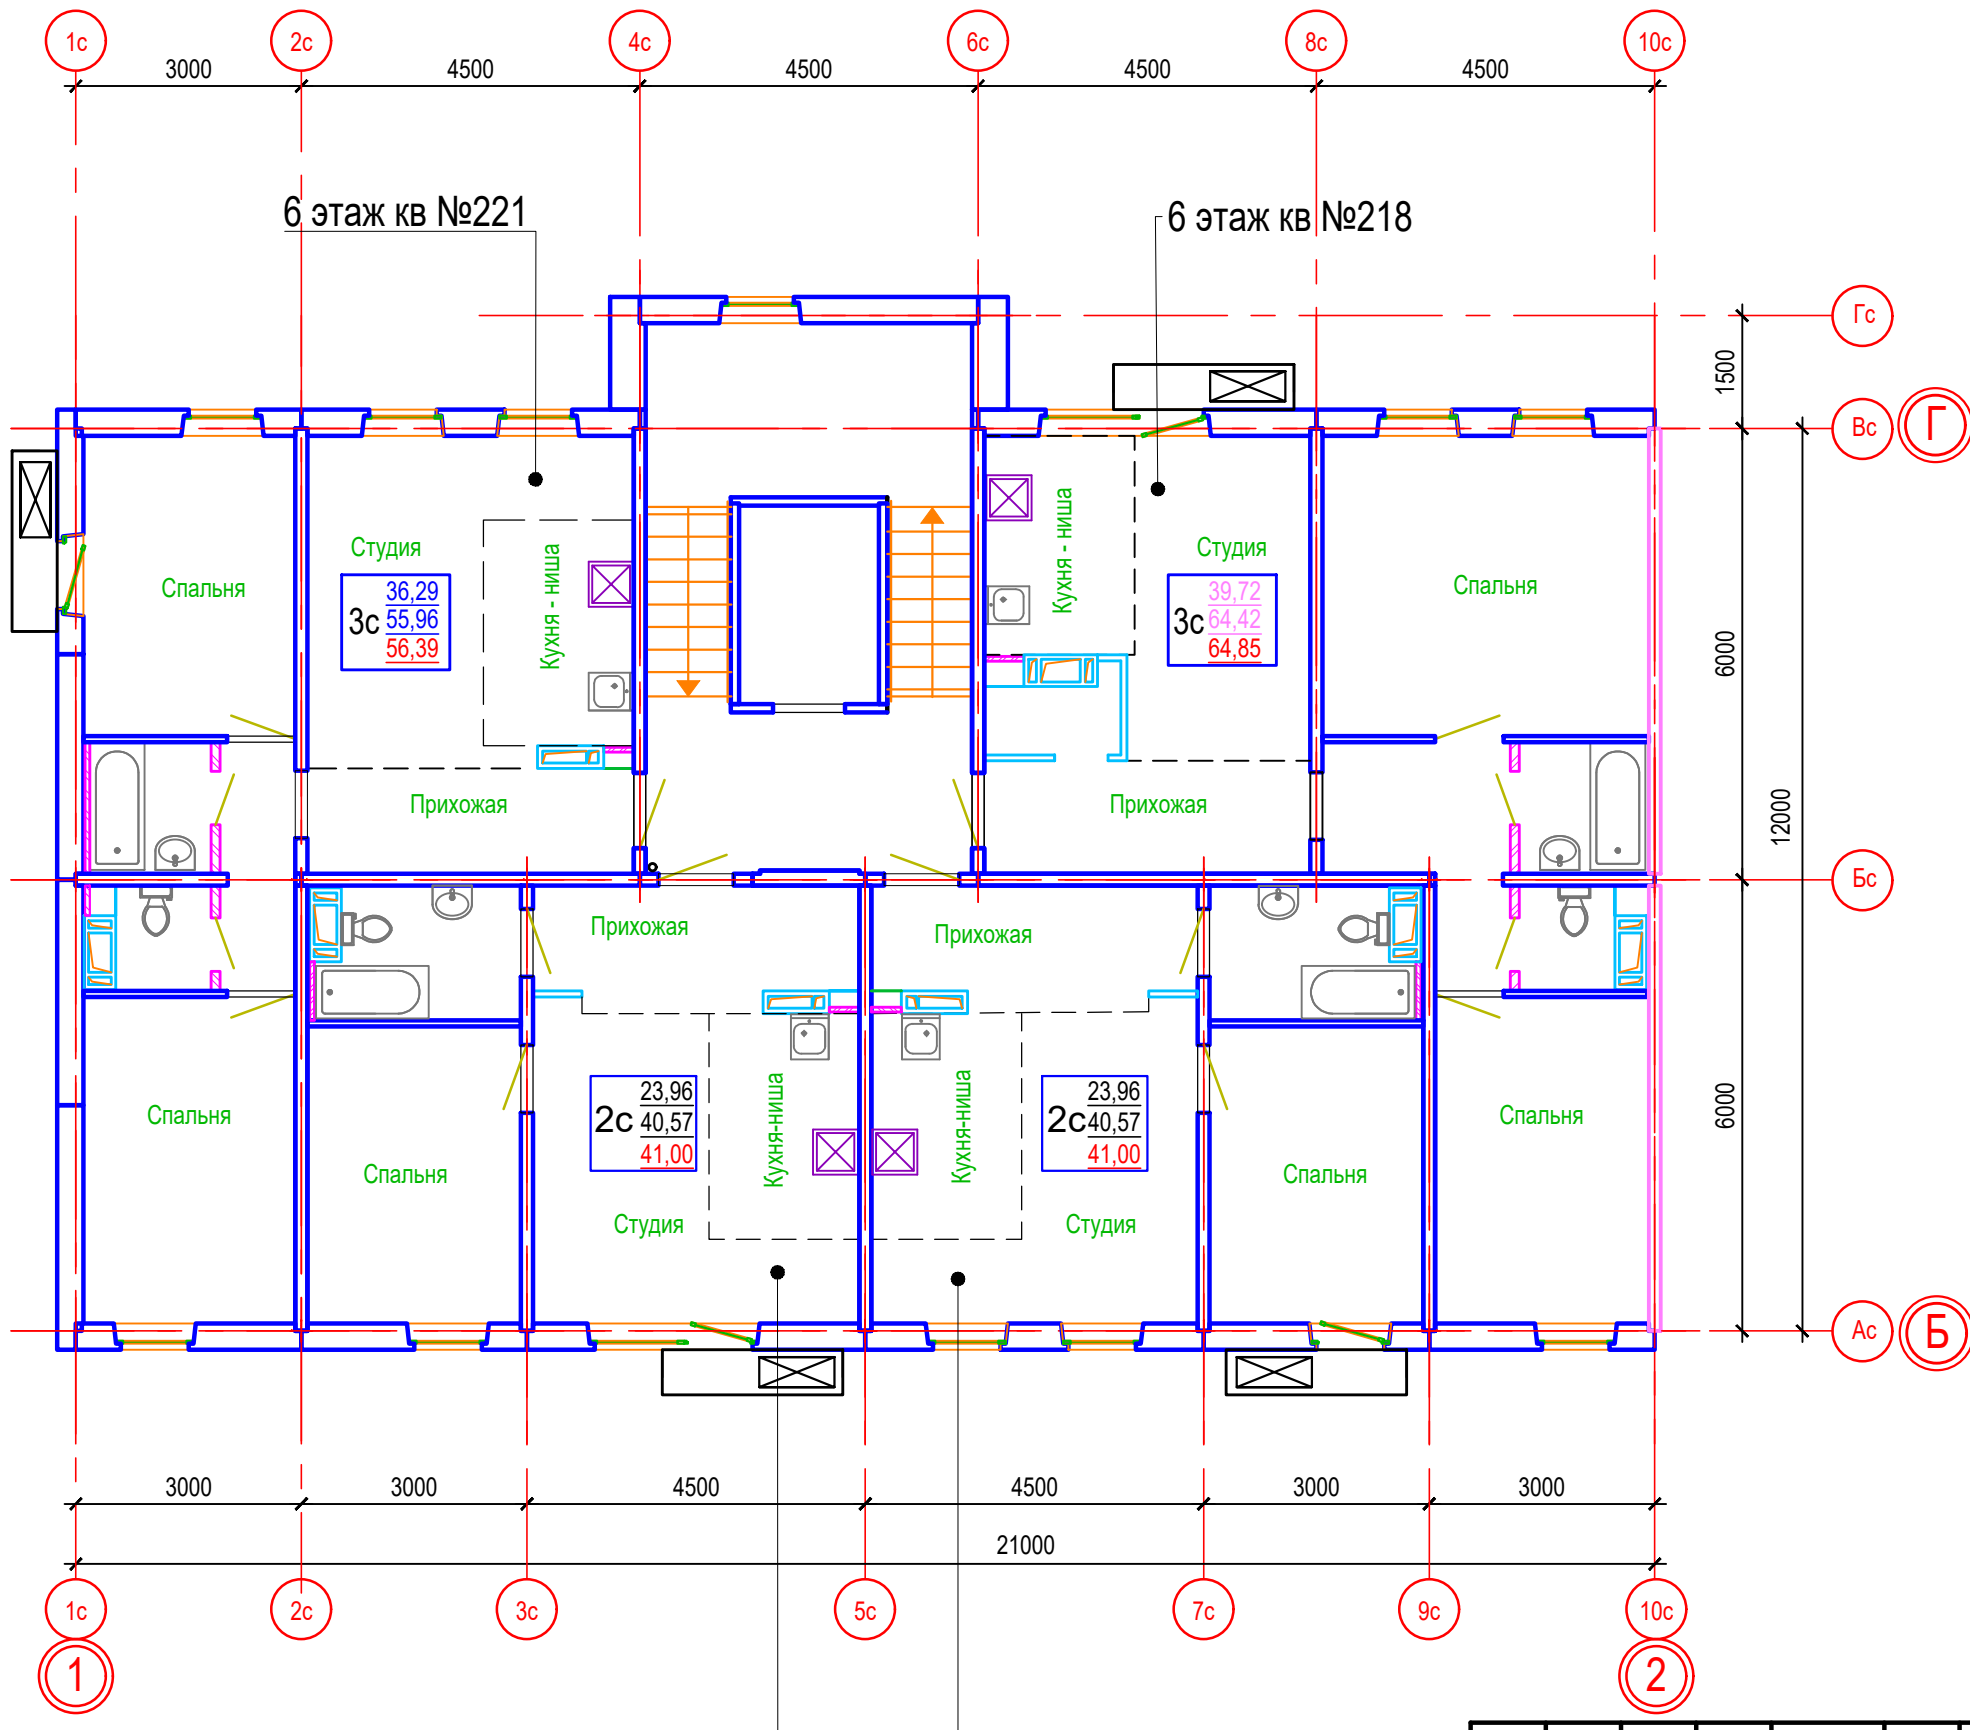 1с 2с 4с 6с 8с 10с
3000 4500 4500 4500 4500
6 этаж кв №221
6 этаж кв №218
Гс
1500
Вс Г
Студия
Кухня - ниша
Спальня
3с
36,29
55,96
56,39
Кухня - ниша
Студия
Спальня
3с
39,72
64,42
64,85
6000
12000
Прихожая
Прихожая
Бс
Прихожая
Прихожая
Спальня
Спальня
2с
23,96
40,57
41,00
Кухня-ниша
Студия
Кухня-ниша
2с
23,96
40,57
41,00
Студия
Спальня
Спальня
6000
Ас Б
3000 3000 4500 4500 3000 3000
21000
1с 2с 3с 5с 7с 9с 10с
1 2